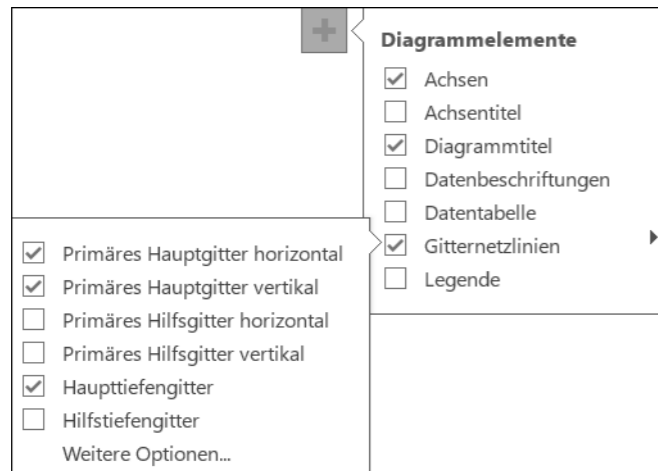 Diagrammelemente
Achsen
Achsentitel
Diagrammtitel
Datenbeschriftungen
Datentabelle
Gitternetzlinien
Legende
Primäres Hauptgitter horizontal
Primäres Hauptgitter vertikal
Primäres Hilfsgitter horizontal
Primäres Hilfsgitter vertikal
Haupttiefengitter
Hilfstiefengitter
Weitere Optionen...